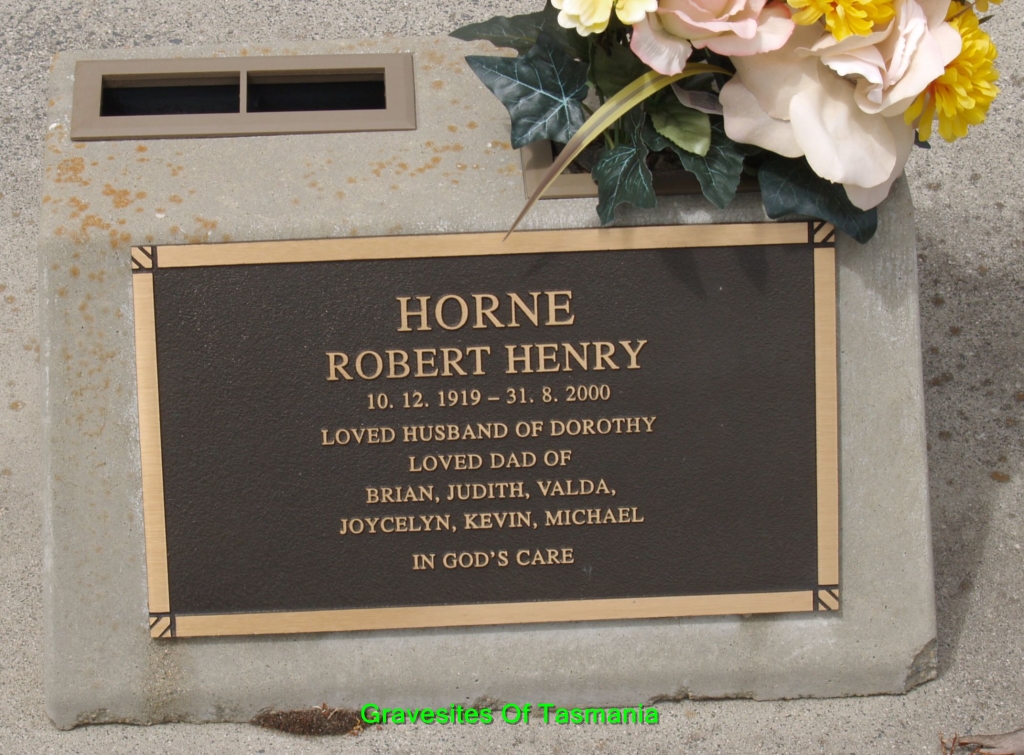 HORNE
ROBERT HENRY
10. 12. 1919 – 31. 8. 2000
LOVED HUSBAND OF DOROTHY
LOVED DAD OF
BRIAN, JUDITH, VALDA,
JOYCELYN, KEVIN, MICHAEL
IN GOD'S CARE
Gravesites Of Tasmania